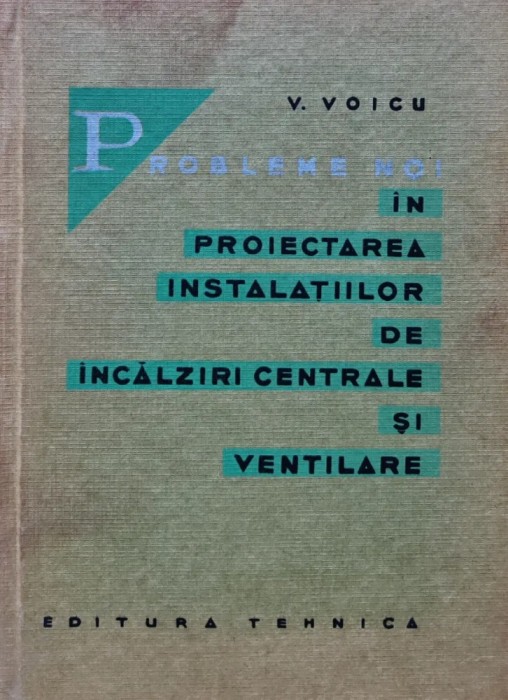 V. VOICU
PROBLEME NOI
ÎN
PROIECTAREA
INSTALAȚIILOR
DE
ÎNCĂLZIRI CENTRALE
ȘI
VENTILARE
EDITURA TEHNICA